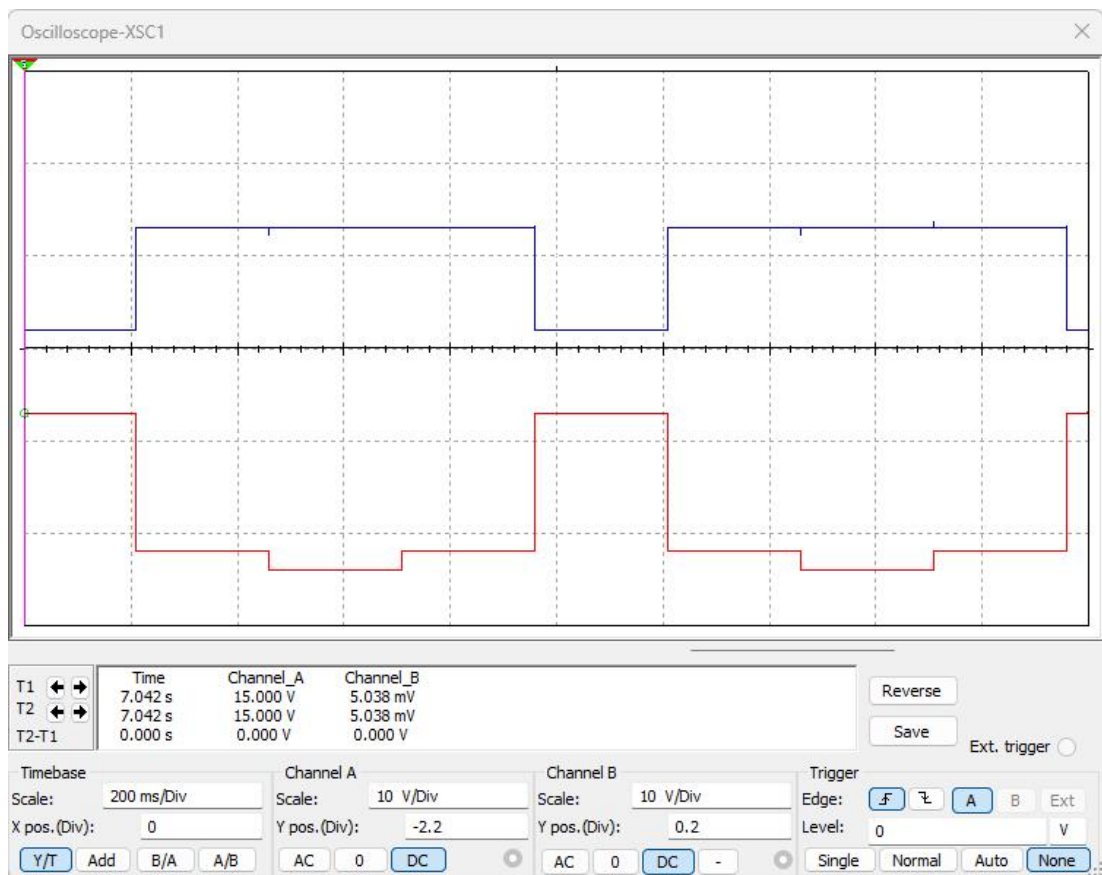 Oscilloscope-XSC1
Time Channel_A Channel_B
T1 7.042 s 15.000 V 5.038 mV
T2 7.042 s 15.000 V 5.038 mV
T2-T1 0.000 s 0.000 V 0.000 V
Reverse
Save
Ext. trigger
Timebase
Scale: 200 ms/Div
X pos.(Div): 0
Y/T Add B/A A/B
Channel A
Scale: 10 V/Div
Y pos.(Div): -2.2
AC 0 DC
Channel B
Scale: 10 V/Div
Y pos.(Div): 0.2
AC 0 DC -
Trigger
Edge: A B Ext
Level: 0 V
Single Normal Auto None